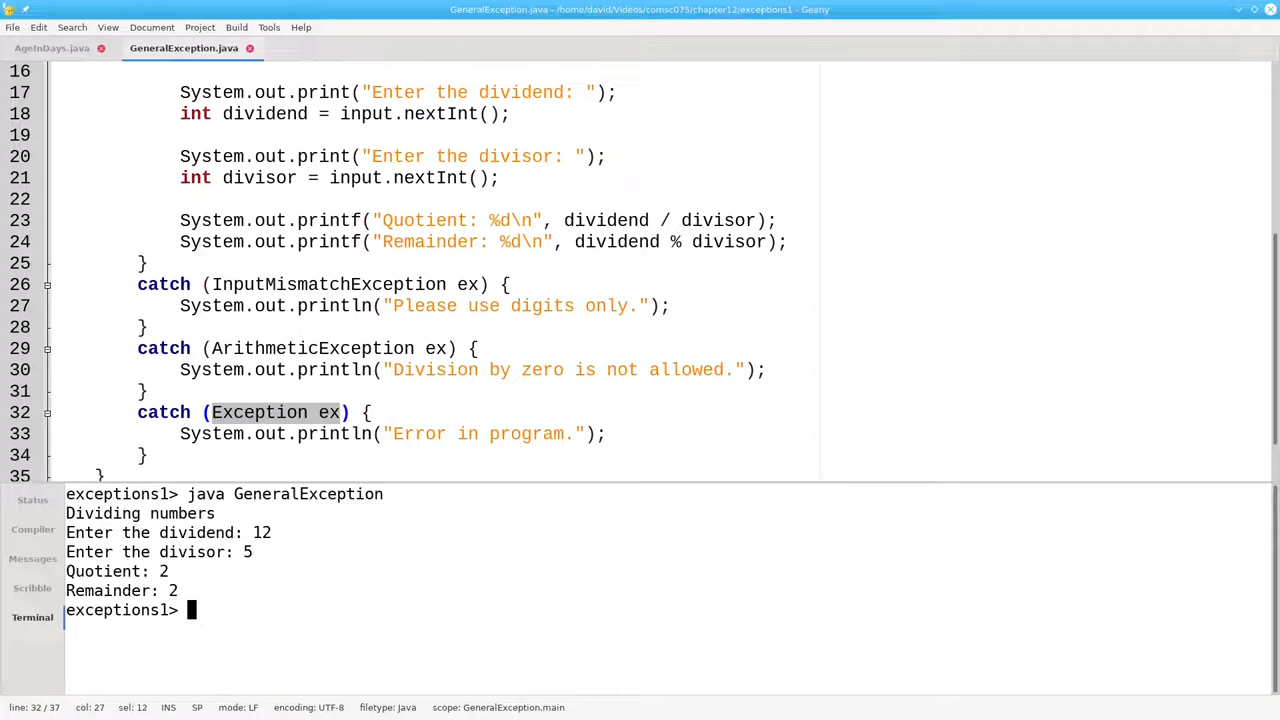 GeneralException.java - /home/david/Videos/comsc075/chapter12/exceptions1 - Geany
File Edit Search View Document Project Build Tools Help
AgeInDays.java GeneralException.java
16
17 System.out.print("Enter the dividend: ");
18 int dividend = input.nextInt();
19
20 System.out.print("Enter the divisor: ");
21 int divisor = input.nextInt();
22
23 System.out.printf("Quotient: %d\n", dividend / divisor);
24 System.out.printf("Remainder: %d\n", dividend % divisor);
25 }
26 catch (InputMismatchException ex) {
27 System.out.println("Please use digits only.");
28 }
29 catch (ArithmeticException ex) {
30 System.out.println("Division by zero is not allowed.");
31 }
32 catch (Exception ex) {
33 System.out.println("Error in program.");
34 }
35 }
Status
Compiler
Messages
Scribble
Terminal
exceptions1> java GeneralException
Dividing numbers
Enter the dividend: 12
Enter the divisor: 5
Quotient: 2
Remainder: 2
exceptions1>
line: 32 / 37 col: 27 sel: 12 INS SP mode: LF encoding: UTF-8 filetype: Java scope: GeneralException.main